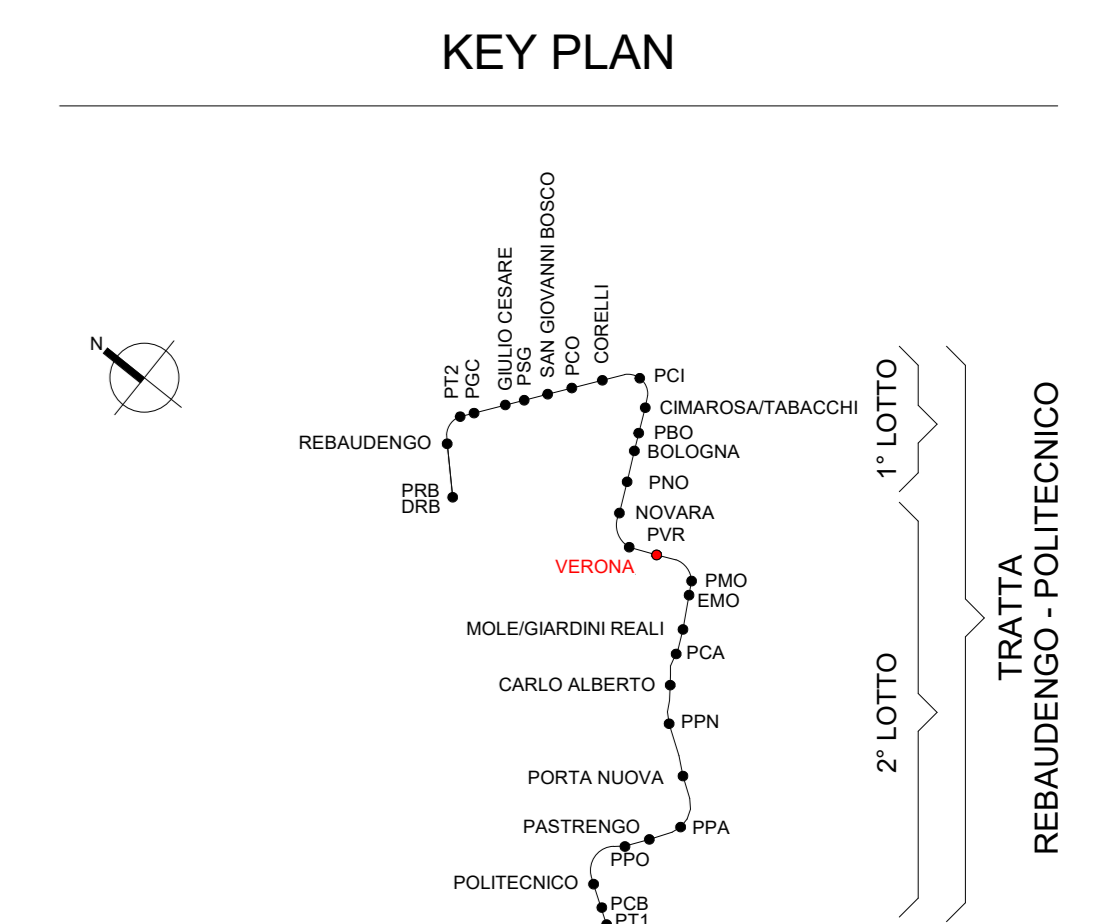 KEY PLAN
N
PT2
PGC
GIULIO CESARE
PSG
SAN GIOVANNI BOSCO
PCO
CORELLI
PCI
CIMAROSA/TABACCHI
REBAUDENGO
PBO
BOLOGNA
PRB
DRB
PNO
NOVARA
PVR
VERONA
PMO
EMO
MOLE/GIARDINI REALI
PCA
CARLO ALBERTO
PPN
PORTA NUOVA
PASTRENGO
PPA
PPO
POLITECNICO
PCB
PT1
1° LOTTO
2° LOTTO
TRATTA
REBAUDENGO - POLITECNICO